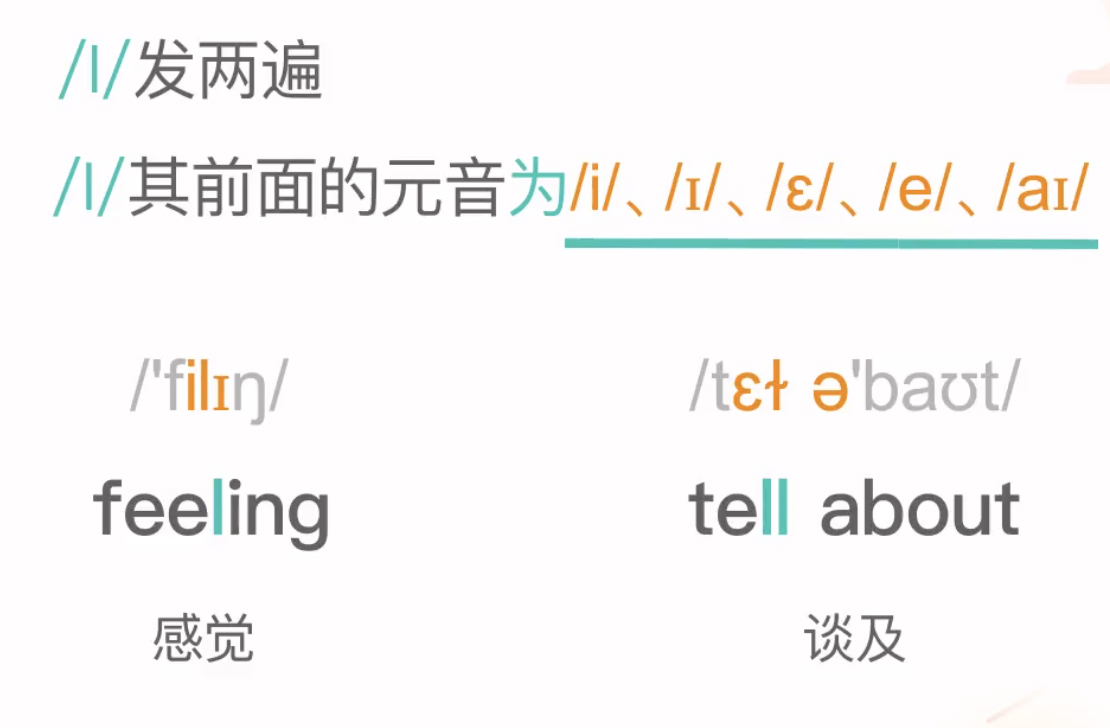 /l/发两遍
/l/其前面的元音为/i/、/ɪ/、/ɛ/、/e/、/aɪ/
/'filɪŋ/ /tɛɫ ə'baʊt/
feeling tell about
感觉 谈及